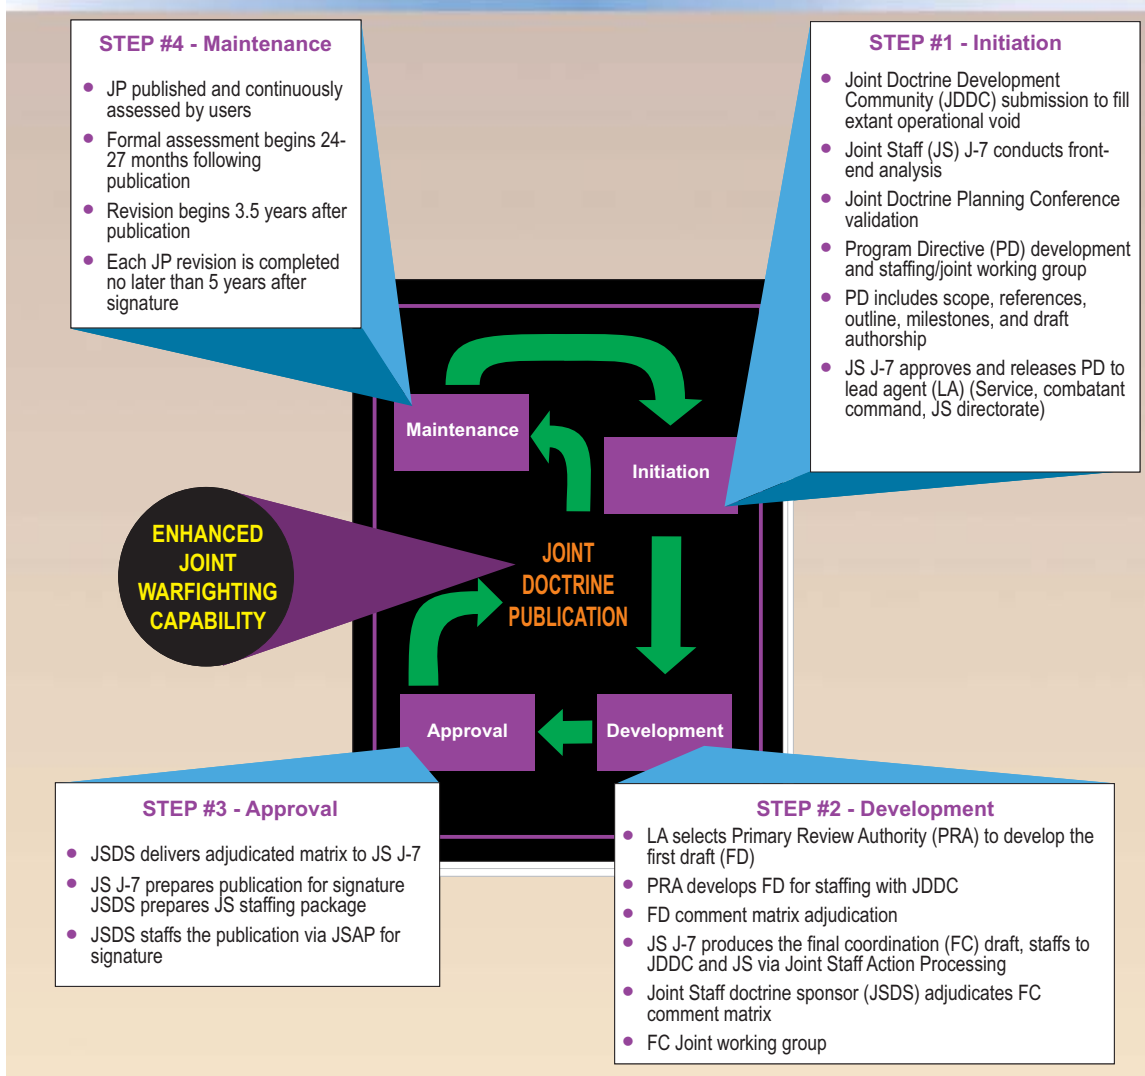 STEP #4 - Maintenance
• JP published and continuously
assessed by users
• Formal assessment begins 24-
27 months following
publication
• Revision begins 3.5 years after
publication
• Each JP revision is completed
no later than 5 years after
signature
STEP #1 - Initiation
• Joint Doctrine Development
Community (JDDC) submission to fill
extant operational void
• Joint Staff (JS) J-7 conducts front-
end analysis
• Joint Doctrine Planning Conference
validation
• Program Directive (PD) development
and staffing/joint working group
• PD includes scope, references,
outline, milestones, and draft
authorship
• JS J-7 approves and releases PD to
lead agent (LA) (Service, combatant
command, JS directorate)
Maintenance
Initiation
ENHANCED
JOINT
WARFIGHTING
CAPABILITY
JOINT
DOCTRINE
PUBLICATION
Approval
Development
STEP #3 - Approval
• JSDS delivers adjudicated matrix to JS J-7
• JS J-7 prepares publication for signature
JSDS prepares JS staffing package
• JSDS staffs the publication via JSAP for
signature
STEP #2 - Development
• LA selects Primary Review Authority (PRA) to develop the
first draft (FD)
• PRA develops FD for staffing with JDDC
• FD comment matrix adjudication
• JS J-7 produces the final coordination (FC) draft, staffs to
JDDC and JS via Joint Staff Action Processing
• Joint Staff doctrine sponsor (JSDS) adjudicates FC
comment matrix
• FC Joint working group